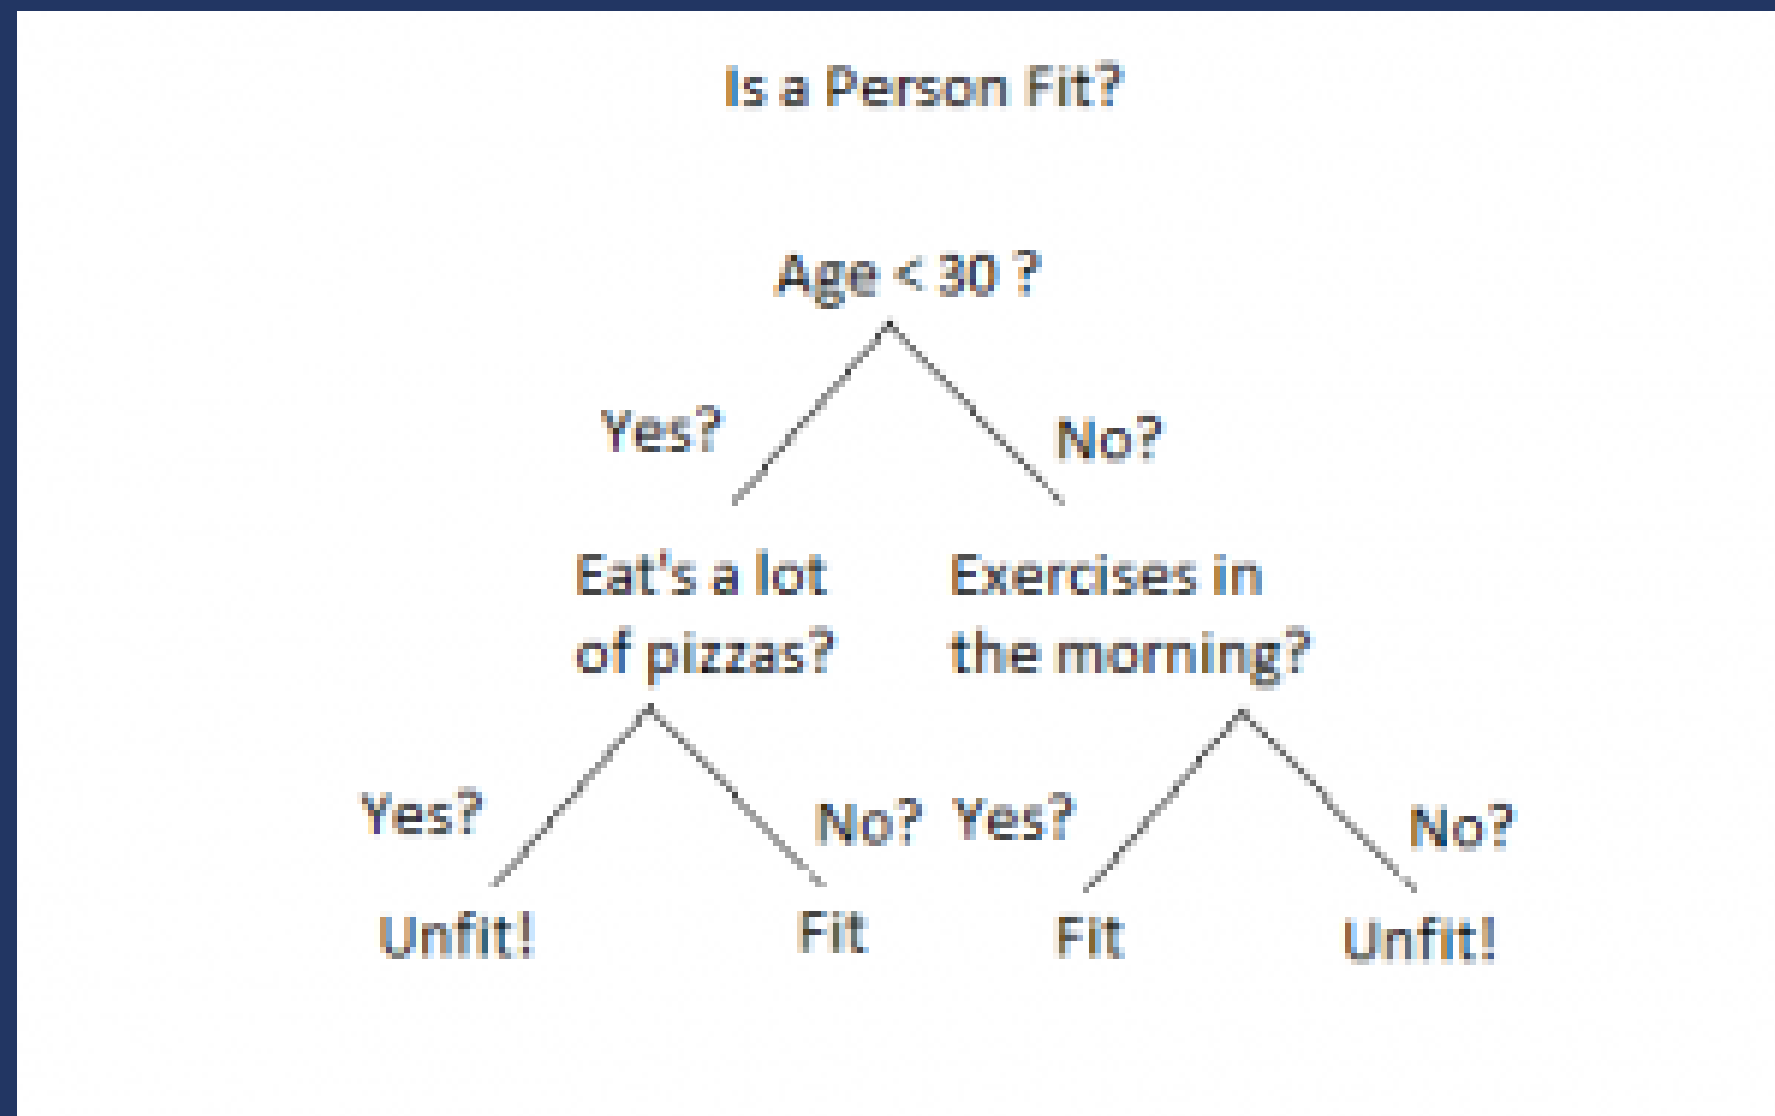 Is a Person Fit?
Age < 30 ?
Yes?
No?
Eat's a lot
of pizzas?
Exercises in
the morning?
Yes?
No?
Yes?
No?
Unfit!
Fit
Fit
Unfit!